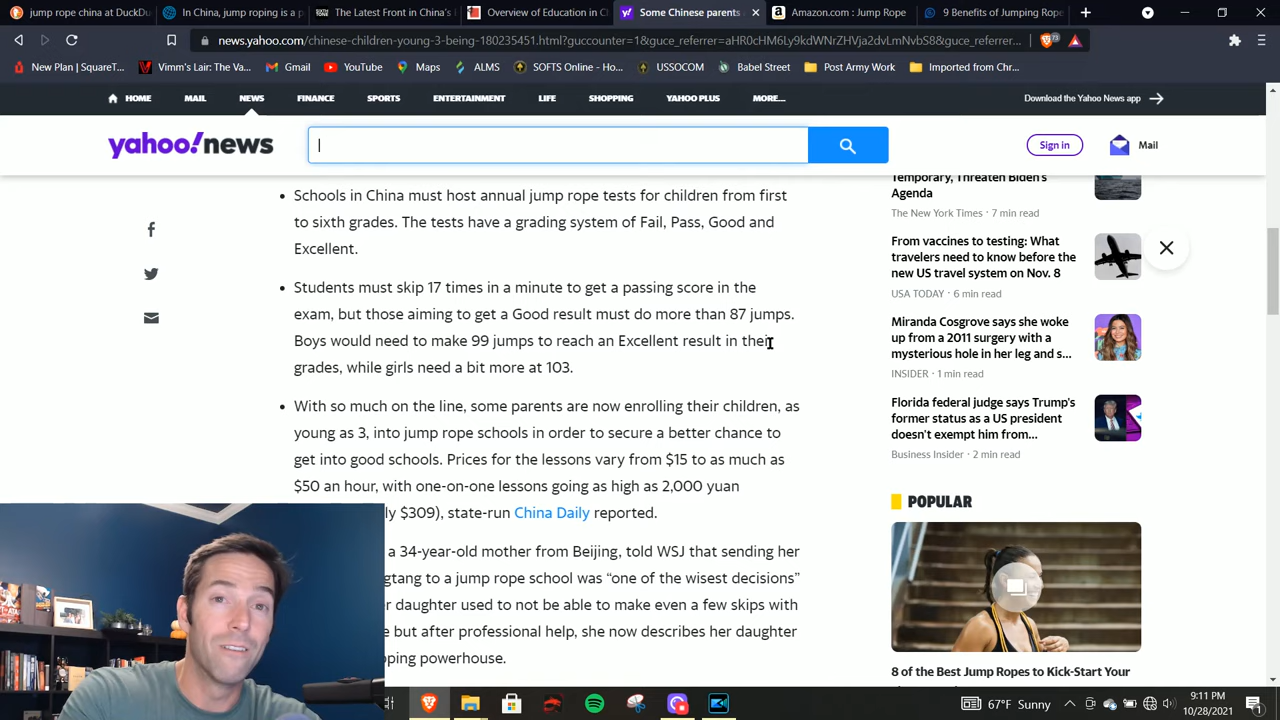 jump rope at DuckDu
In China, jump roping is a p
The Latest Front in China's I
Overview of Education in C
Some Chinese parents a
Amazon.com: Jump Rope
9 Benefits of Jumping Rope
news.yahoo.com/chinese-children-young-3-being-180235451.html?guccounter=1&guce_referrer=aHR0cHM6Ly9kdWNrZHVja2dvLmNvbS8&guce_referrer...
73
New Plan | SquareT...
Vimm's Lair: The Va...
Gmail
YouTube
Maps
ALMS
SOFTS Online - Ho...
USSOCOM
Babel Street
Post Army Work
Imported from Chr...
HOME
MAIL
NEWS
FINANCE
SPORTS
ENTERTAINMENT
LIFE
SHOPPING
YAHOO PLUS
MORE...
Download the Yahoo News app
yahoo!news
Sign in
Mail
• Schools in China must host annual jump rope tests for children from first
to sixth grades. The tests have a grading system of Fail, Pass, Good and
Excellent.
• Students must skip 17 times in a minute to get a passing score in the
exam, but those aiming to get a Good result must do more than 87 jumps.
Boys would need to make 99 jumps to reach an Excellent result in their
grades, while girls need a bit more at 103.
• With so much on the line, some parents are now enrolling their children, as
young as 3, into jump rope schools in order to secure a better chance to
get into good schools. Prices for the lessons vary from $15 to as much as
$50 an hour, with one-on-one lessons going as high as 2,000 yuan
ly $309), state-run China Daily reported.
a 34-year-old mother from Beijing, told WSJ that sending her
gtang to a jump rope school was “one of the wisest decisions”
r daughter used to not be able to make even a few skips with
e but after professional help, she now describes her daughter
pping powerhouse.
Temporary, Threaten Biden's
Agenda
The New York Times • 7 min read
From vaccines to testing: What
travelers need to know before the
new US travel system on Nov. 8
USA TODAY • 6 min read
Miranda Cosgrove says she woke
up from a 2011 surgery with a
mysterious hole in her leg and s...
INSIDER • 1 min read
Florida federal judge says Trump's
former status as a US president
doesn't exempt him from...
Business Insider • 2 min read
POPULAR
8 of the Best Jump Ropes to Kick-Start Your
67°F Sunny
9:11 PM
10/28/2021